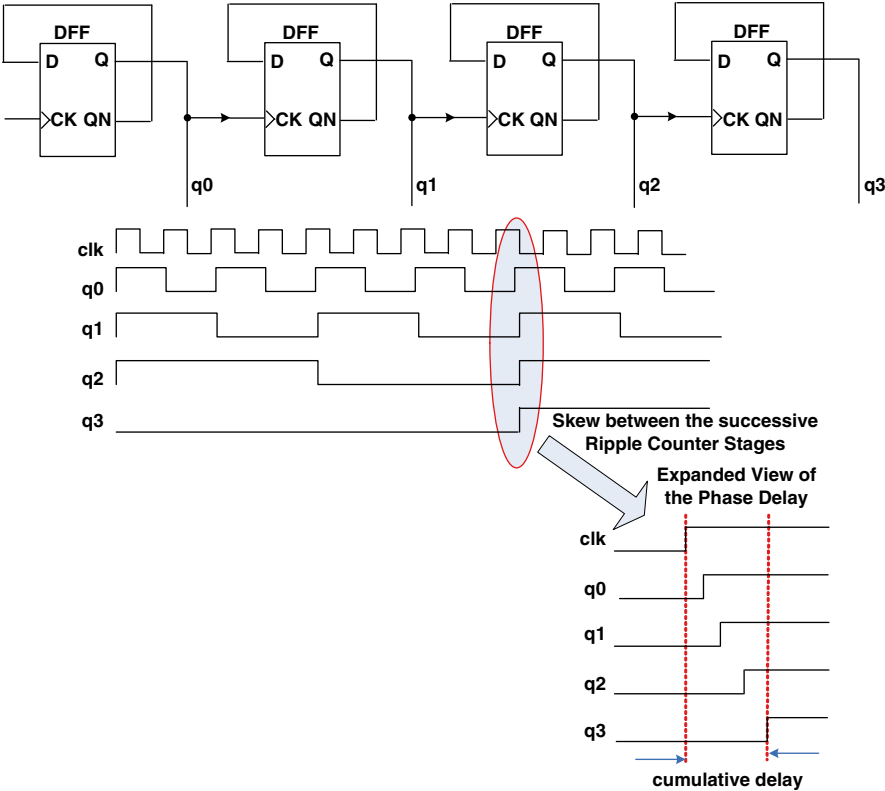 DFF DFF DFF DFF
D Q D Q D Q D Q
CK QN CK QN CK QN CK QN
q0 q1 q2 q3
clk
q0
q1
q2
q3
Skew between the successive
Ripple Counter Stages
Expanded View of
the Phase Delay
clk
q0
q1
q2
q3
cumulative delay